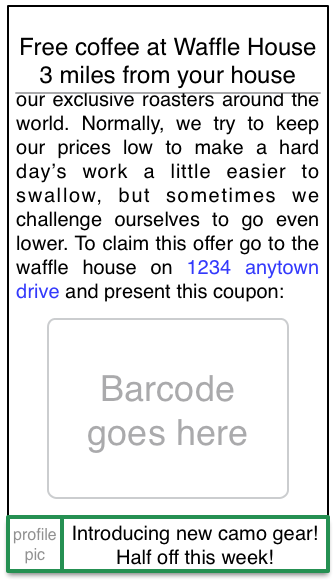 Free coffee at Waffle House
3 miles from your house
our exclusive roasters around the
world. Normally, we try to keep
our prices low to make a hard
day's work a little easier to
swallow, but sometimes we
challenge ourselves to go even
lower. To claim this offer go to the
waffle house on 1234 anytown
drive and present this coupon:
Barcode
goes here
profile
pic
Introducing new camo gear!
Half off this week!